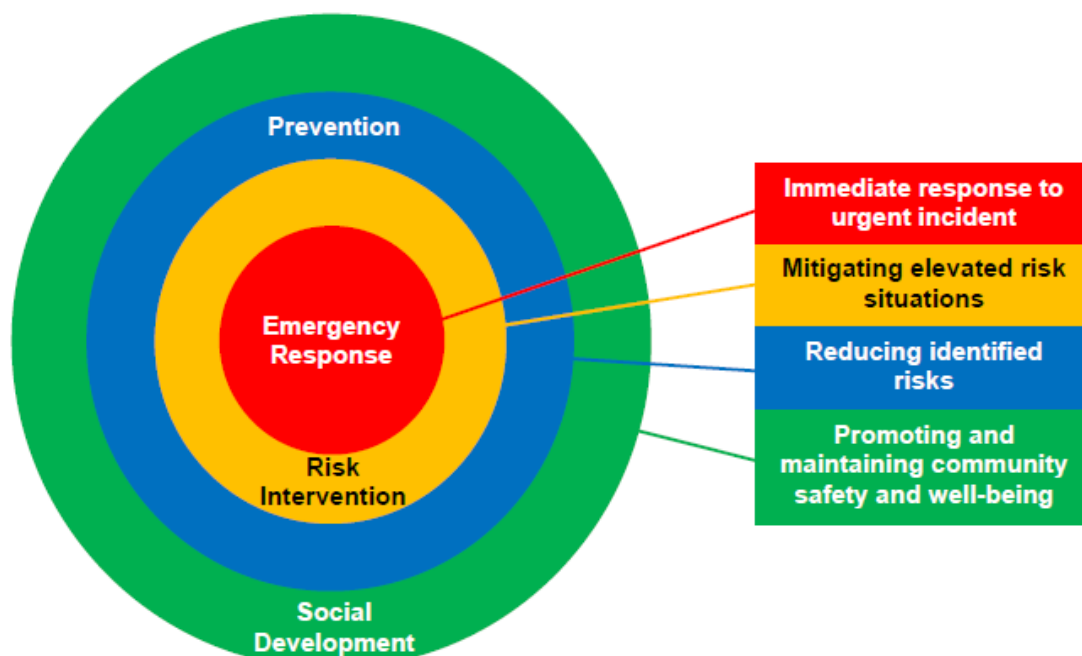 Prevention
Emergency
Response
Risk
Intervention
Social
Development
Immediate response to
urgent incident
Mitigating elevated risk
situations
Reducing identified
risks
Promoting and
maintaining community
safety and well-being